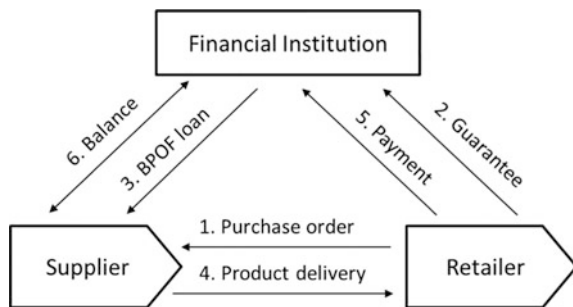 Financial Institution
6. Balance
3. BPOF loan
5. Payment
2. Guarantee
1. Purchase order
Supplier
4. Product delivery
Retailer